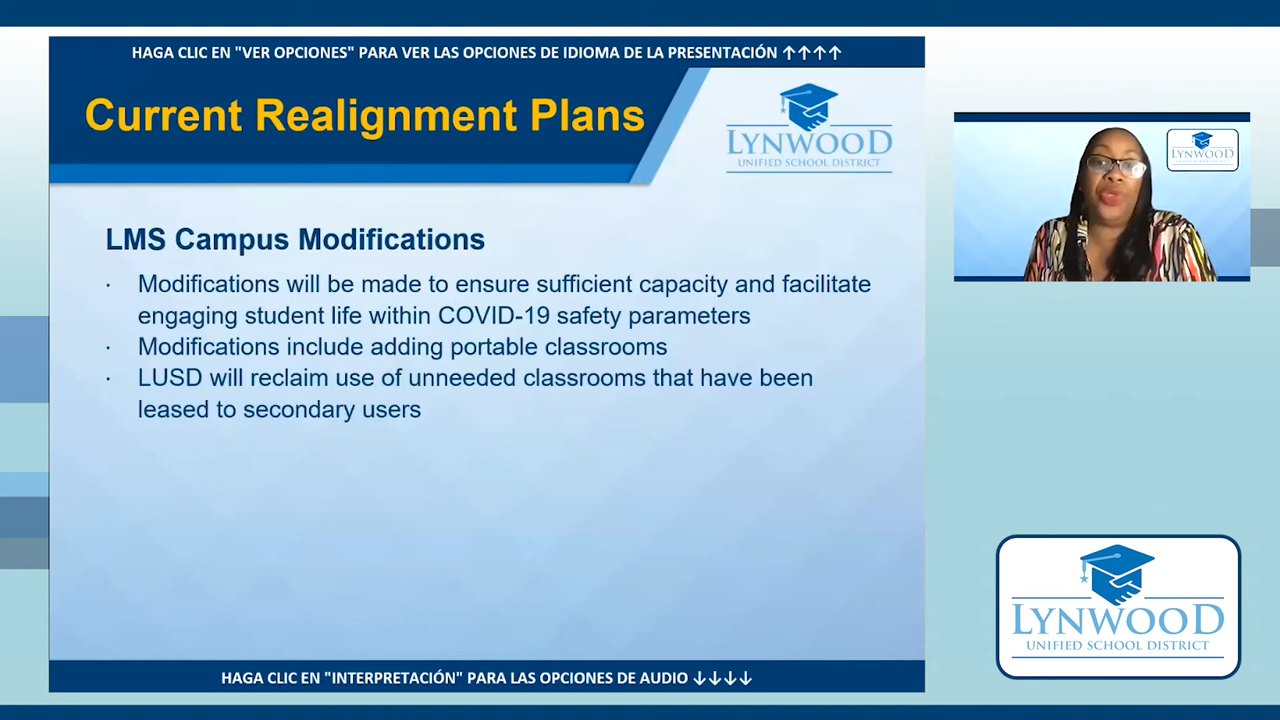 HAGA CLIC EN "VER OPCIONES" PARA VER LAS OPCIONES DE IDIOMA DE LA PRESENTACIÓN ↑↑↑↑
Current Realignment Plans
LYNWOOD
UNIFIED SCHOOL DISTRICT
LYNWOOD
LMS Campus Modifications
· Modifications will be made to ensure sufficient capacity and facilitate
engaging student life within COVID-19 safety parameters
· Modifications include adding portable classrooms
· LUSD will reclaim use of unneeded classrooms that have been
leased to secondary users
LYNWOOD
UNIFIED SCHOOL DISTRICT
HAGA CLIC EN "INTERPRETACIÓN" PARA LAS OPCIONES DE AUDIO ↓↓↓↓